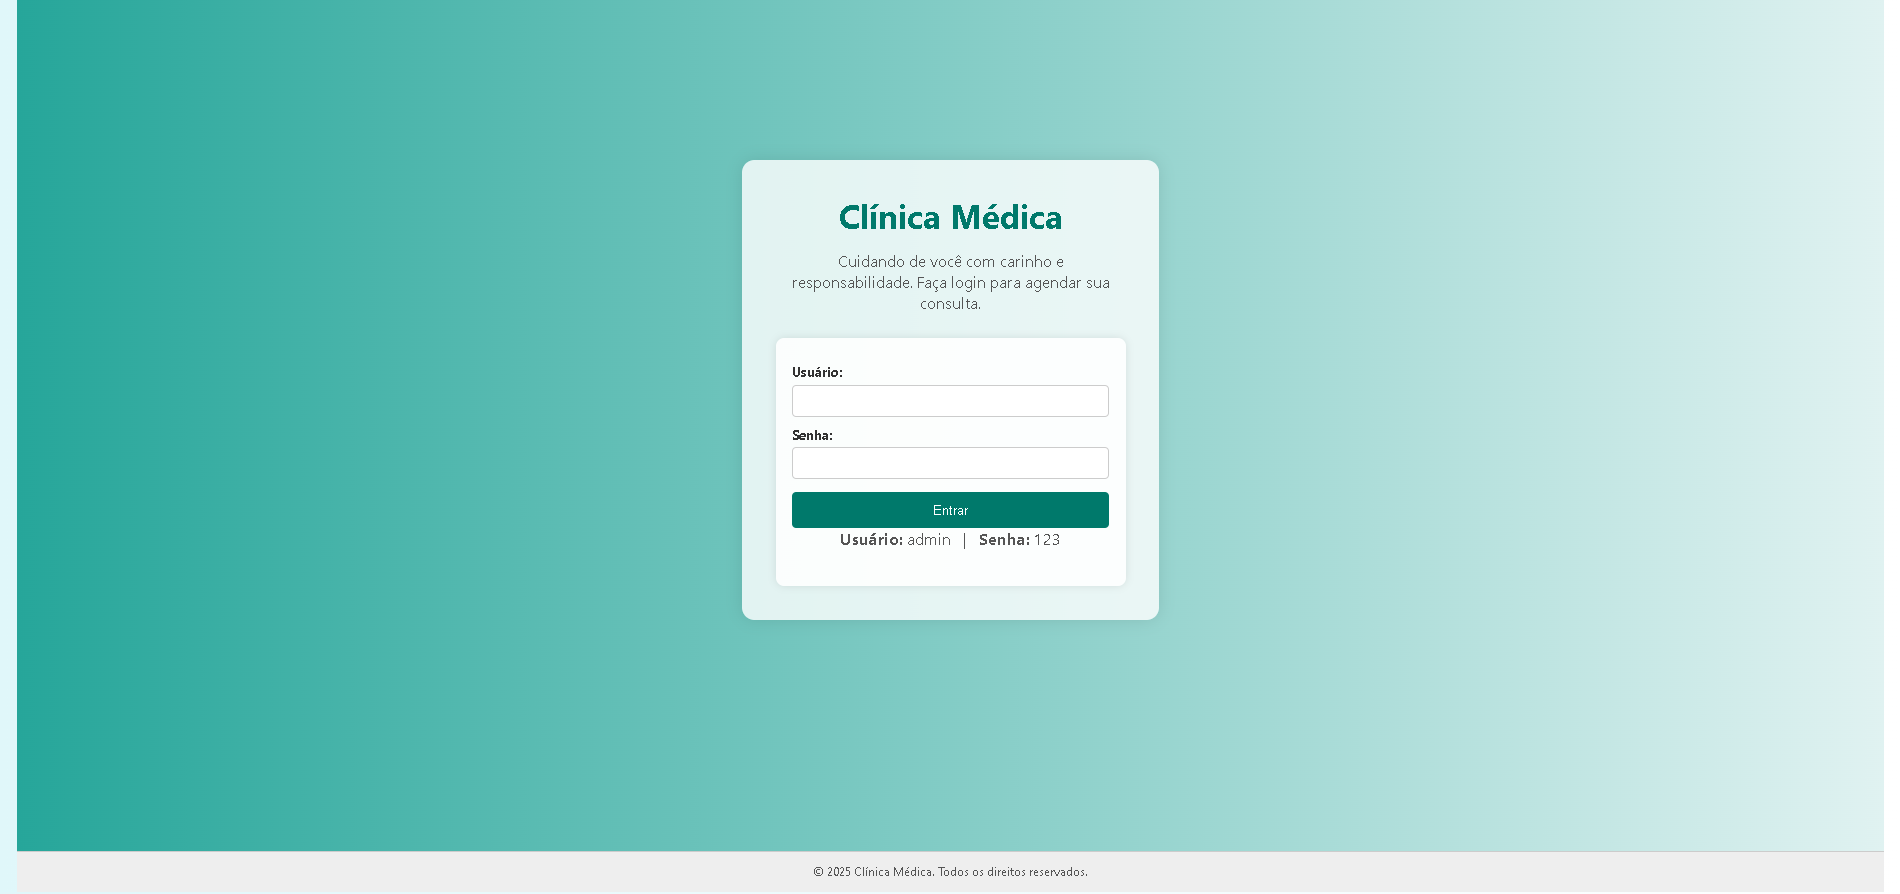 Clínica Médica
Cuidando de você com carinho e
responsabilidade. Faça login para agendar sua
consulta.
Usuário:
Senha:
Entrar
Usuário: admin | Senha: 123
© 2025 Clínica Médica. Todos os direitos reservados.